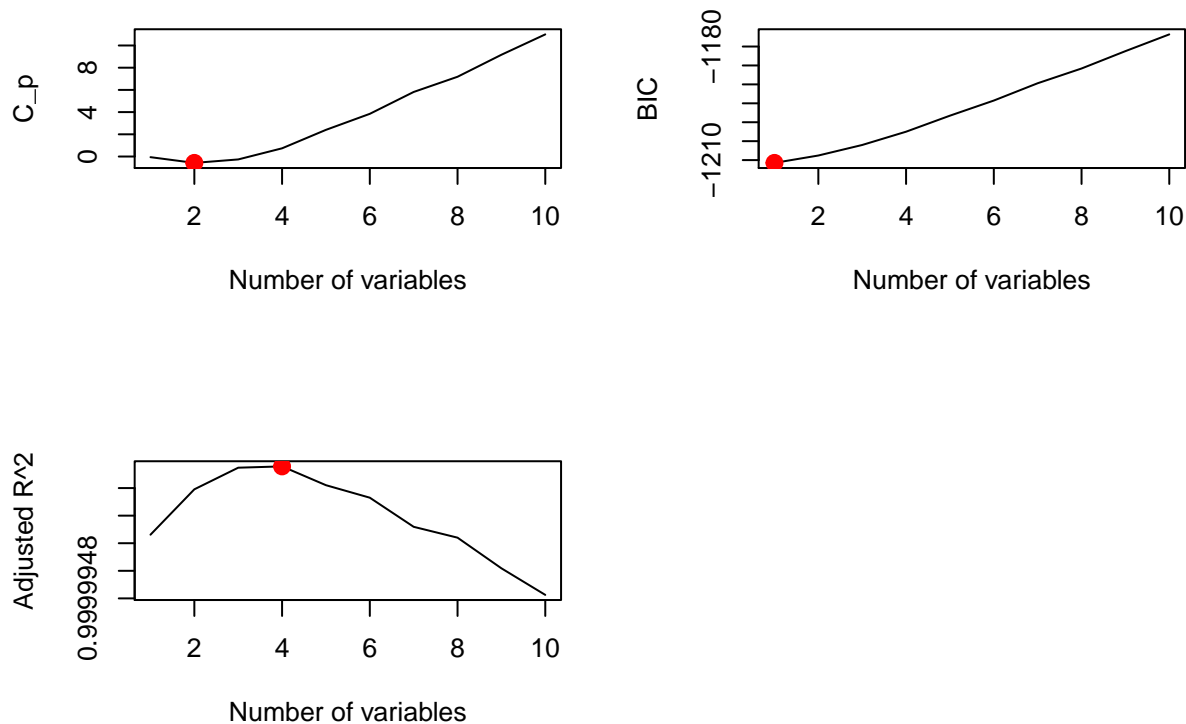 C_p
8
4
0
2 4 6 8 10
Number of variables
BIC
−1180
−1210
2 4 6 8 10
Number of variables
Adjusted R^2
0.9999948
2 4 6 8 10
Number of variables